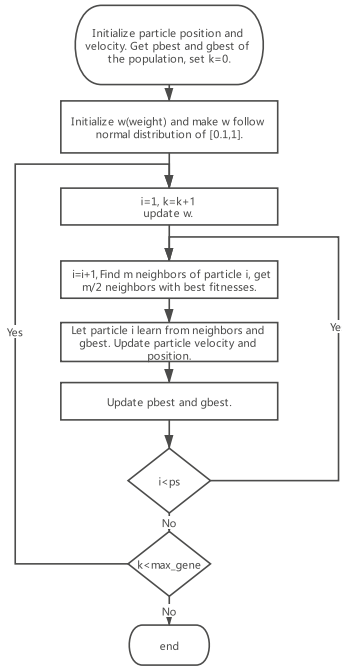 Initialize particle position and
velocity. Get pbest and gbest of
the population, set k=0.
Initialize w(weight) and make w follow
normal distribution of [0.1,1].
i=1, k=k+1
update w.
i=i+1,Find m neighbors of particle i, get
m/2 neighbors with best fitnesses.
Let particle i learn from neighbors and
gbest. Update particle velocity and
position.
Update pbest and gbest.
i<ps
Ye
No
k<max_gene
Yes
No
end